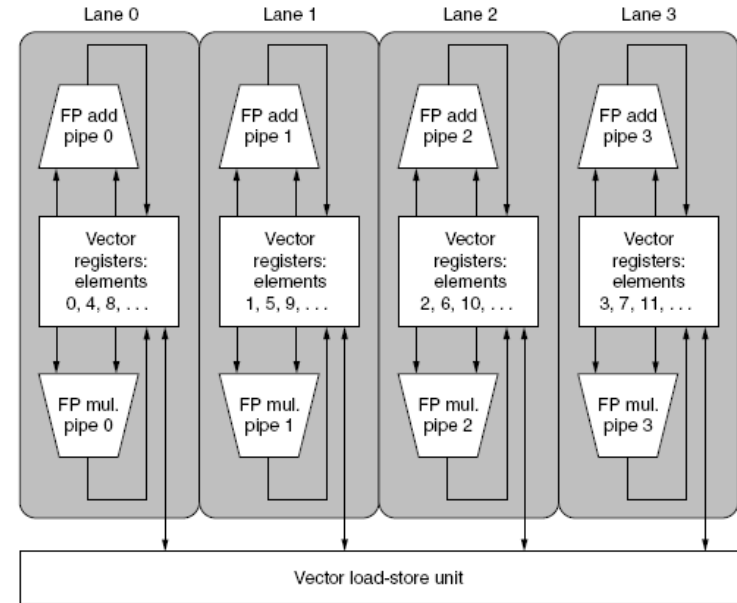 Lane 0
Lane 1
Lane 2
Lane 3
FP add
pipe 0
FP add
pipe 1
FP add
pipe 2
FP add
pipe 3
Vector
registers:
elements
0, 4, 8, . . .
Vector
registers:
elements
1, 5, 9, . . .
Vector
registers:
elements
2, 6, 10, . . .
Vector
registers:
elements
3, 7, 11, . . .
FP mul.
pipe 0
FP mul.
pipe 1
FP mul.
pipe 2
FP mul.
pipe 3
Vector load-store unit